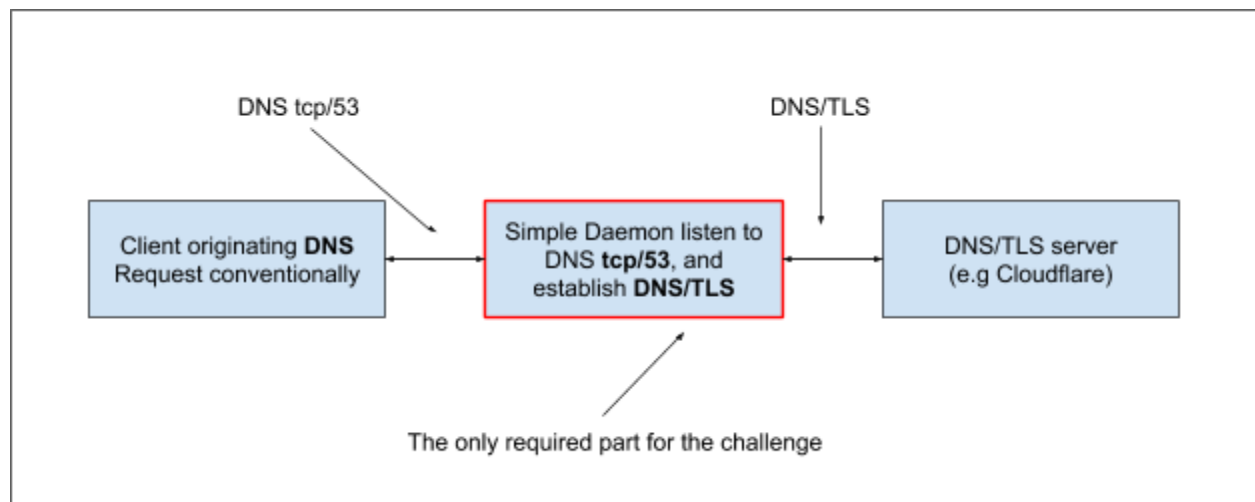 DNS tcp/53
DNS/TLS
Client originating DNS
Request conventionally
Simple Daemon listen to
DNS tcp/53, and
establish DNS/TLS
DNS/TLS server
(e.g Cloudflare)
The only required part for the challenge